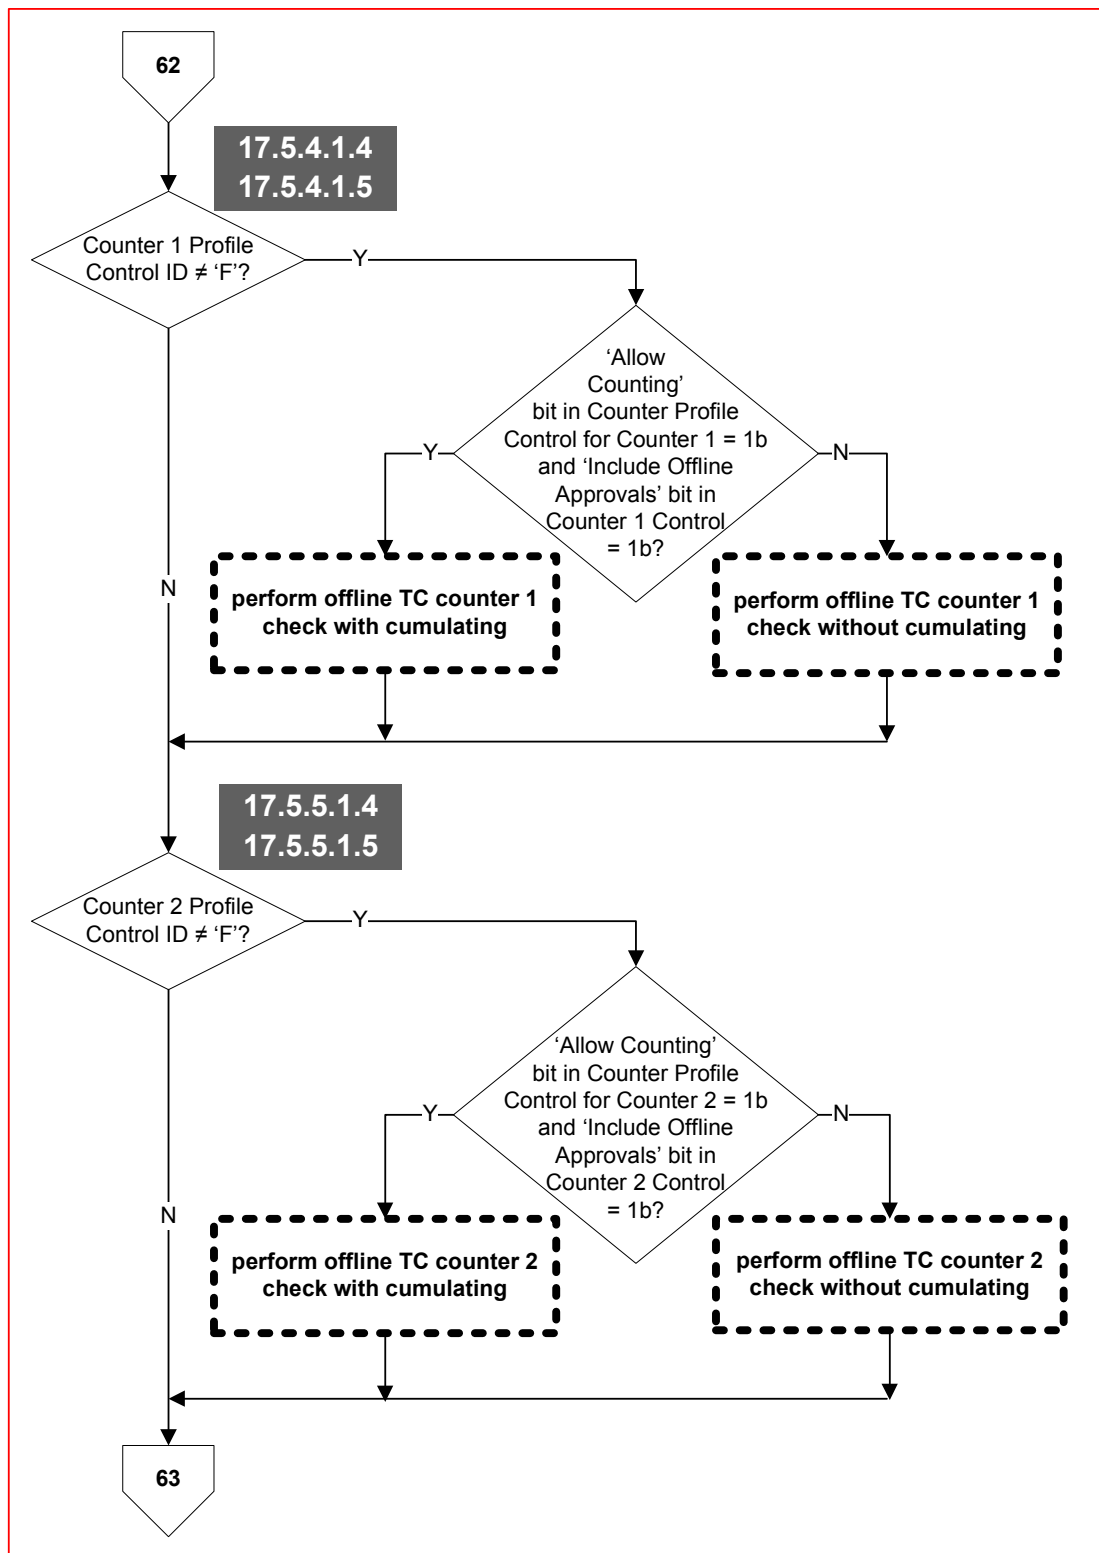 62
17.5.4.1.4
17.5.4.1.5
Counter 1 Profile
Control ID ≠ ‘F’?
Y
‘Allow
Counting’
bit in Counter Profile
Control for Counter 1 = 1b
and ‘Include Offline
Approvals’ bit in
Counter 1 Control
= 1b?
Y
N
N
perform offline TC counter 1
check with cumulating
perform offline TC counter 1
check without cumulating
17.5.5.1.4
17.5.5.1.5
Counter 2 Profile
Control ID ≠ ‘F’?
Y
‘Allow Counting’
bit in Counter Profile
Control for Counter 2 = 1b
and ‘Include Offline
Approvals’ bit in
Counter 2 Control
= 1b?
Y
N
N
perform offline TC counter 2
check with cumulating
perform offline TC counter 2
check without cumulating
63